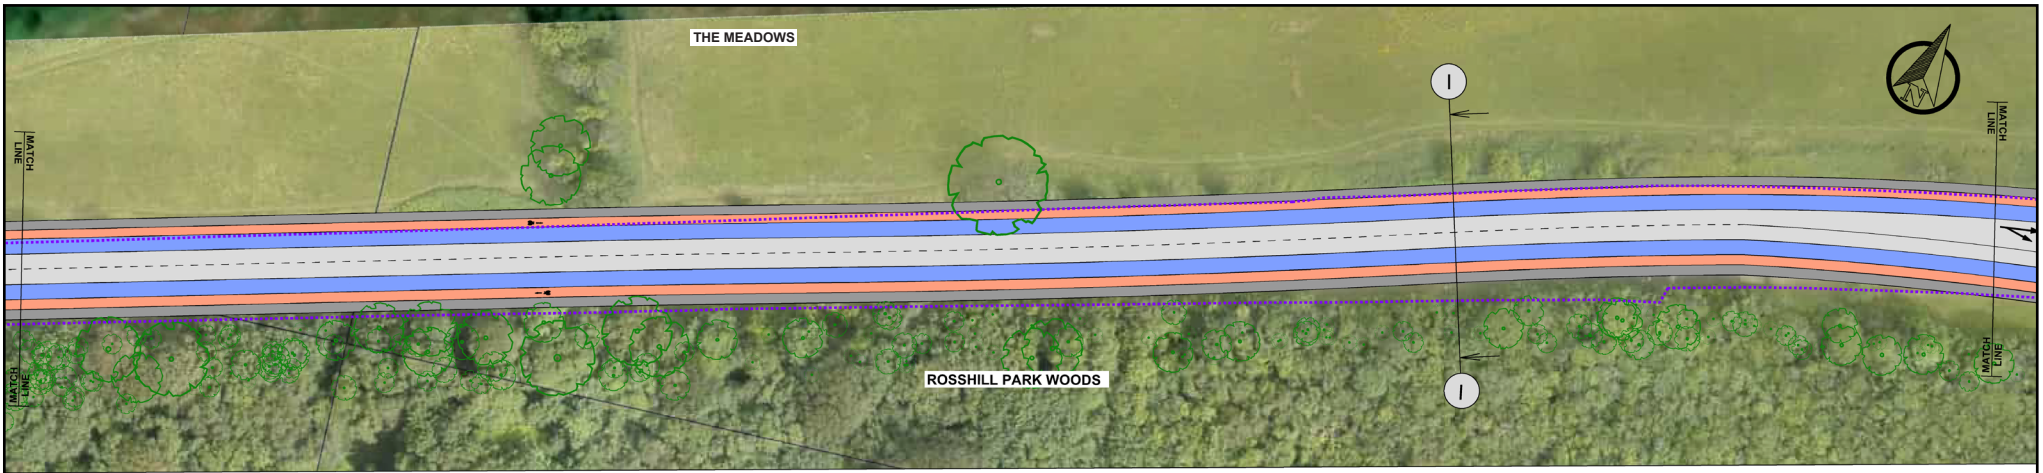 THE MEADOWS
I
N
MATCH
LINE
MATCH
LINE
MATCH
LINE
MATCH
LINE
ROSSHILL PARK WOODS
I